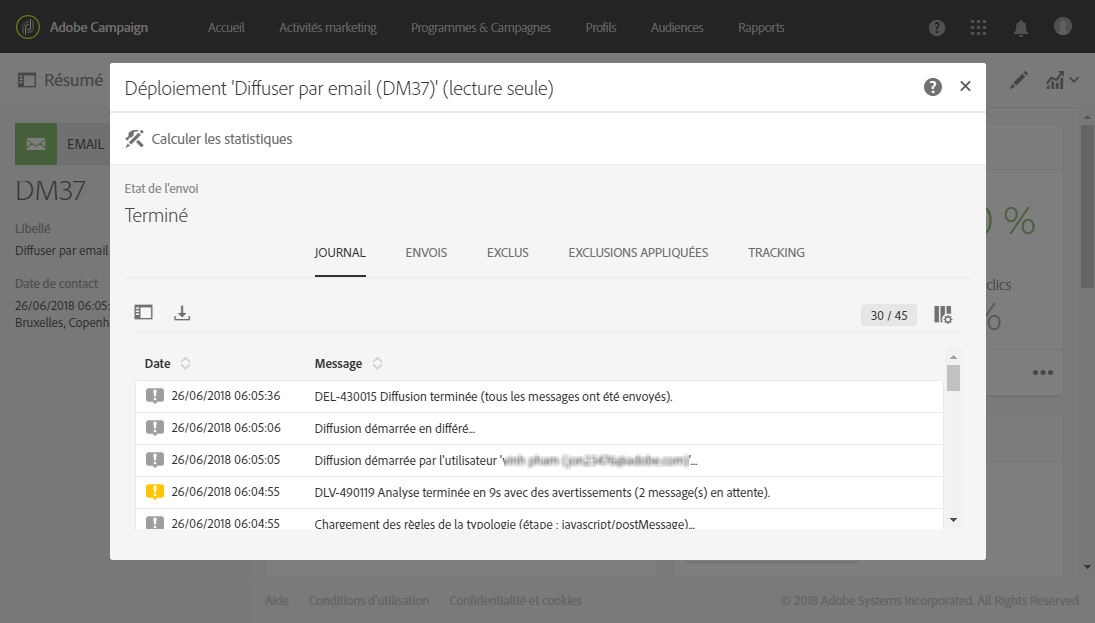 Adobe Campaign
Accueil
Activités marketing
Programmes & Campagnes
Profils
Audiences
Rapports
Résumé
Déploiement 'Diffuser par email (DM37)' (lecture seule)
Calculer les statistiques
EMAIL
DM37
Libellé
Diffuser par email
Date de contact
26/06/2018 06:05:
Bruxelles, Copenh
Etat de l'envoi
Terminé
JOURNAL
ENVOIS
EXCLUS
EXCLUSIONS APPLIQUÉES
TRACKING
%
clics
%
30 / 45
Date
Message
26/06/2018 06:05:36
DEL-430015 Diffusion terminée (tous les messages ont été envoyés).
26/06/2018 06:05:06
Diffusion démarrée en différé...
26/06/2018 06:05:05
Diffusion démarrée par l'utilisateur ' '...
26/06/2018 06:04:55
DLV-490119 Analyse terminée en 9s avec des avertissements (2 message(s) en attente).
26/06/2018 06:04:55
Chargement des règles de la typologie (étape : javascript/postMessage)...
Aide
Conditions d'utilisation
Confidentialité et cookies
© 2018 Adobe Systems Incorporated. All Rights Reserved.